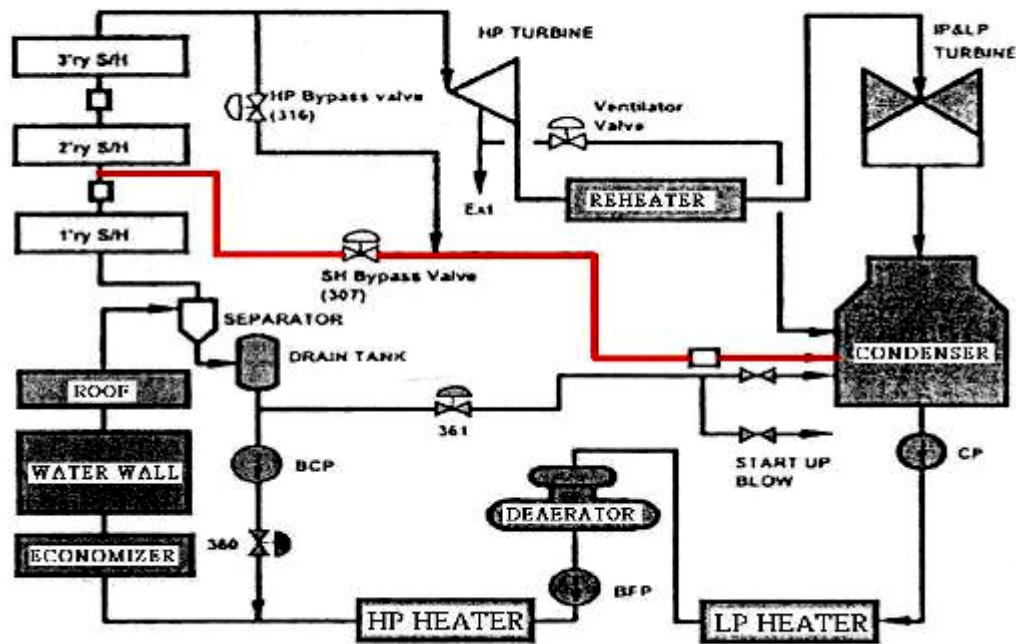 3'ry S/H
HP TURBINE
IP&LP
TURBINE
HP Bypass valve
(316)
Ventilator
Valve
2'ry S/H
Ext
REHEATER
1'ry S/H
SH Bypass Valve
(307)
SEPARATOR
DRAIN TANK
CONDENSER
ROOF
361
BCP
START UP
BLOW
CP
WATER WALL
DEAERATOR
360
ECONOMIZER
BFP
HP HEATER
LP HEATER